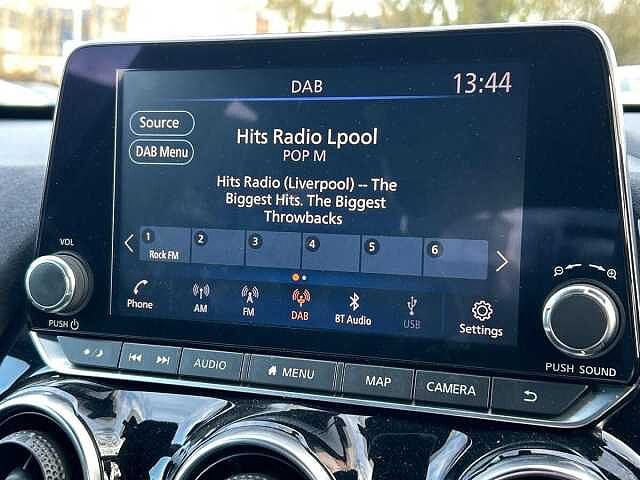 DAB
13:44
Source
DAB Menu
Hits Radio Lpool
POP M
Hits Radio (Liverpool) -- The
Biggest Hits. The Biggest
Throwbacks
1 2 3 4 5 6
Rock FM
Phone AM FM DAB BT Audio USB Settings
VOL
PUSH
PUSH SOUND
AUDIO MENU MAP CAMERA